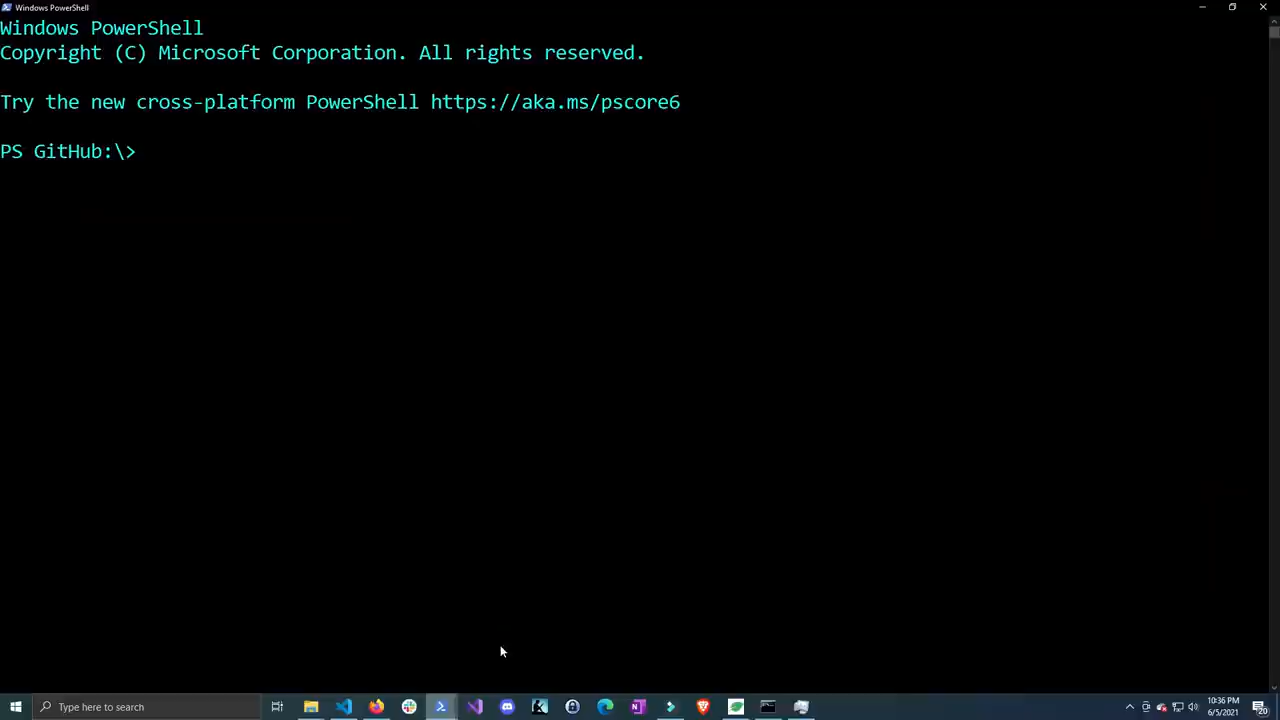 Windows PowerShell
Windows PowerShell
Copyright (C) Microsoft Corporation. All rights reserved.
Try the new cross-platform PowerShell https://aka.ms/pscore6
PS GitHub:\>
Type here to search
10:36 PM
6/5/2021
20